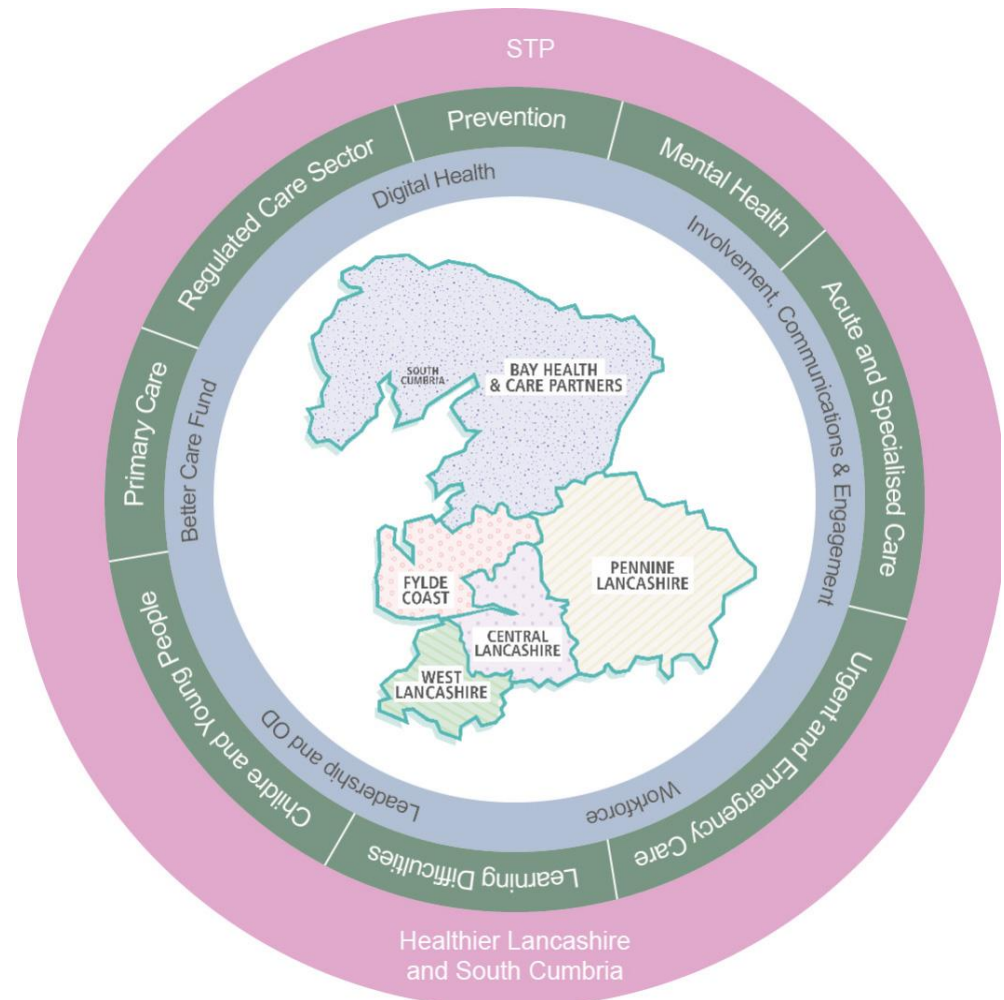 STP
Prevention
Mental Health
Acute and Specialised Care
Urgent and Emergency Care
Learning Difficulties
Childre and Young People
Primary Care
Regulated Care Sector
Digital Health
Involvement, Communications & Engagement
Workforce
Leadership and OD
Better Care Fund
SOUTH
CUMBRIA
BAY HEALTH
& CARE PARTNERS
FYLDE
COAST
PENNINE
LANCASHIRE
CENTRAL
LANCASHIRE
WEST
LANCASHIRE
Healthier Lancashire
and South Cumbria